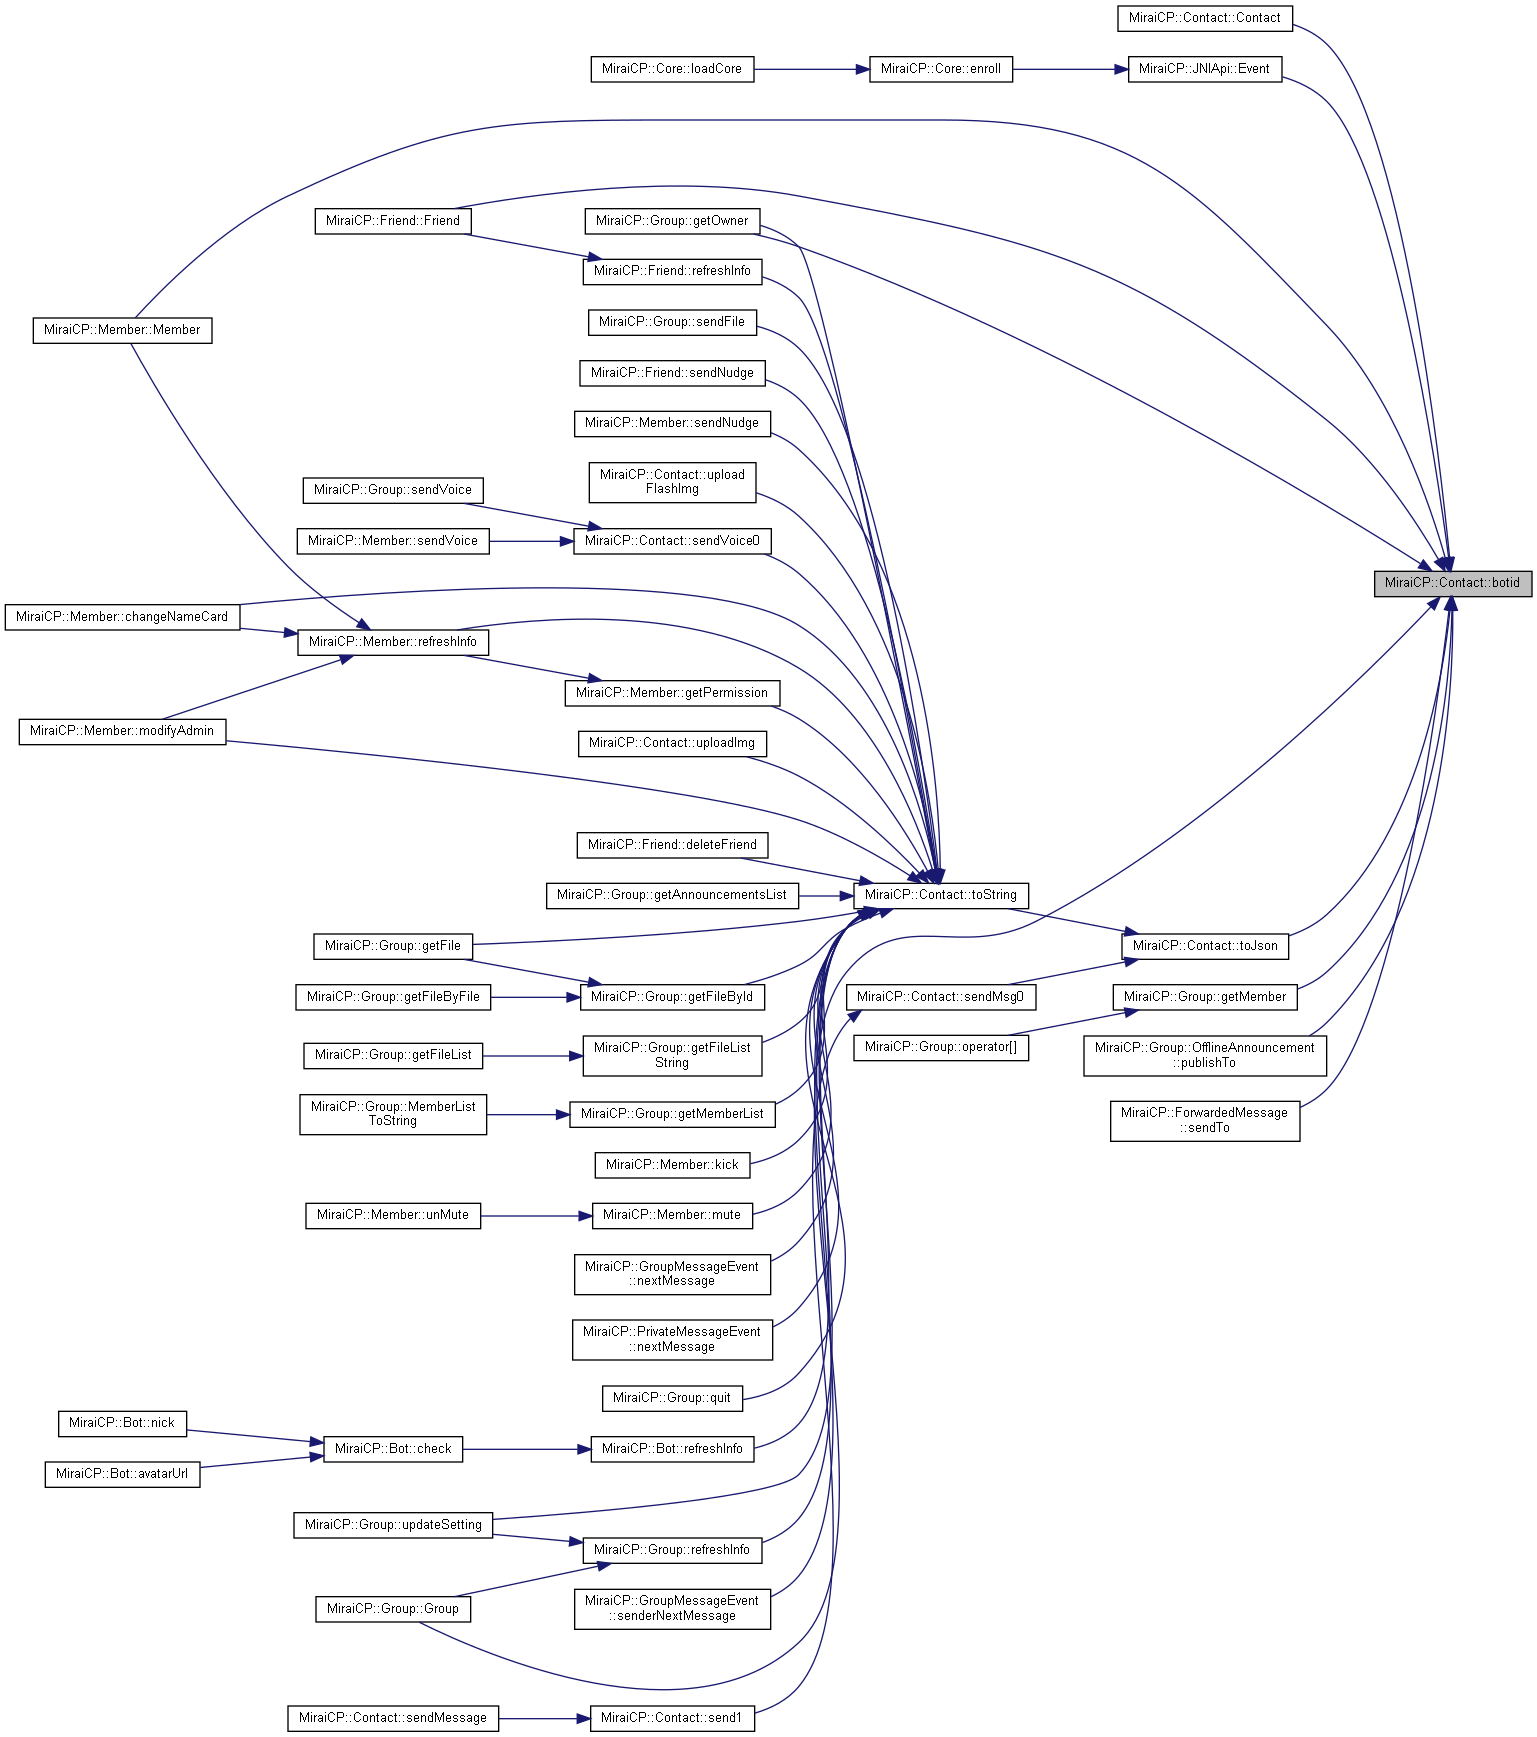 MiraiCP::Contact::Contact
MiraiCP::Core::loadCore
MiraiCP::Core::enroll
MiraiCP::JNIApi::Event
MiraiCP::Friend::Friend
MiraiCP::Group::getOwner
MiraiCP::Friend::refreshInfo
MiraiCP::Group::sendFile
MiraiCP::Member::Member
MiraiCP::Friend::sendNudge
MiraiCP::Member::sendNudge
MiraiCP::Contact::upload
FlashImg
MiraiCP::Group::sendVoice
MiraiCP::Member::sendVoice
MiraiCP::Contact::sendVoice0
MiraiCP::Contact::botid
MiraiCP::Member::changeNameCard
MiraiCP::Member::refreshInfo
MiraiCP::Member::getPermission
MiraiCP::Member::modifyAdmin
MiraiCP::Contact::uploadImg
MiraiCP::Friend::deleteFriend
MiraiCP::Group::getAnnouncementsList
MiraiCP::Contact::toString
MiraiCP::Group::getFile
MiraiCP::Contact::toJson
MiraiCP::Group::getFileByFile
MiraiCP::Group::getFileById
MiraiCP::Contact::sendMsg0
MiraiCP::Group::getMember
MiraiCP::Group::getFileList
MiraiCP::Group::getFileList
String
MiraiCP::Group::operator[]
MiraiCP::Group::OfflineAnnouncement
::publishTo
MiraiCP::Group::MemberList
ToString
MiraiCP::Group::getMemberList
MiraiCP::ForwardedMessage
::sendTo
MiraiCP::Member::kick
MiraiCP::Member::unMute
MiraiCP::Member::mute
MiraiCP::GroupMessageEvent
::nextMessage
MiraiCP::PrivateMessageEvent
::nextMessage
MiraiCP::Group::quit
MiraiCP::Bot::nick
MiraiCP::Bot::check
MiraiCP::Bot::refreshInfo
MiraiCP::Bot::avatarUrl
MiraiCP::Group::updateSetting
MiraiCP::Group::refreshInfo
MiraiCP::Group::Group
MiraiCP::GroupMessageEvent
::senderNextMessage
MiraiCP::Contact::sendMessage
MiraiCP::Contact::send1